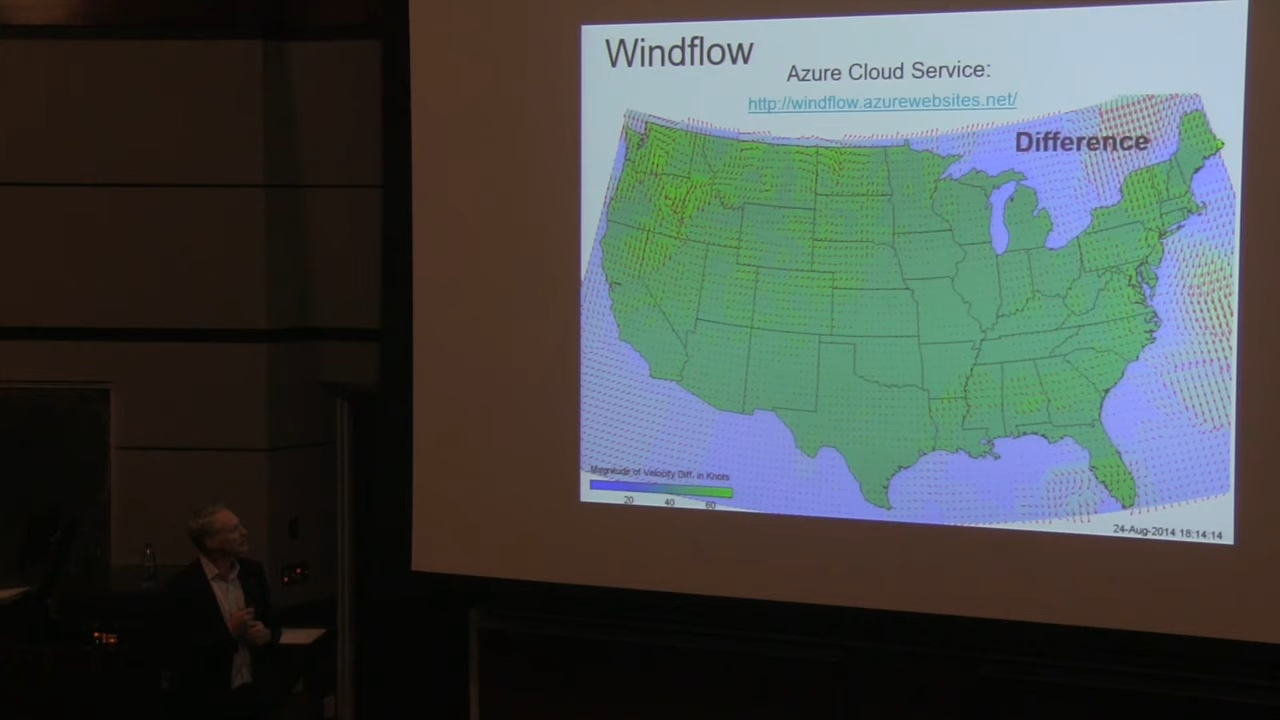 Windflow
Azure Cloud Service:
http://windflow.azurewebsites.net/
Difference
Magnitude of Velocity Diff. in Knots
20 40 60
24-Aug-2014 18:14:14